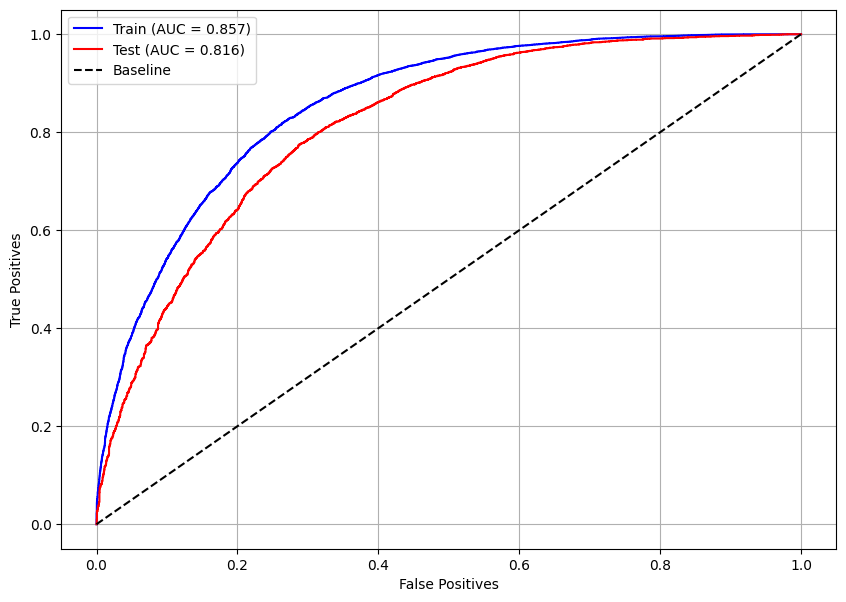 Train (AUC = 0.857)
Test (AUC = 0.816)
Baseline
True Positives
1.0
0.8
0.6
0.4
0.2
0.0
0.0 0.2 0.4 0.6 0.8 1.0
False Positives